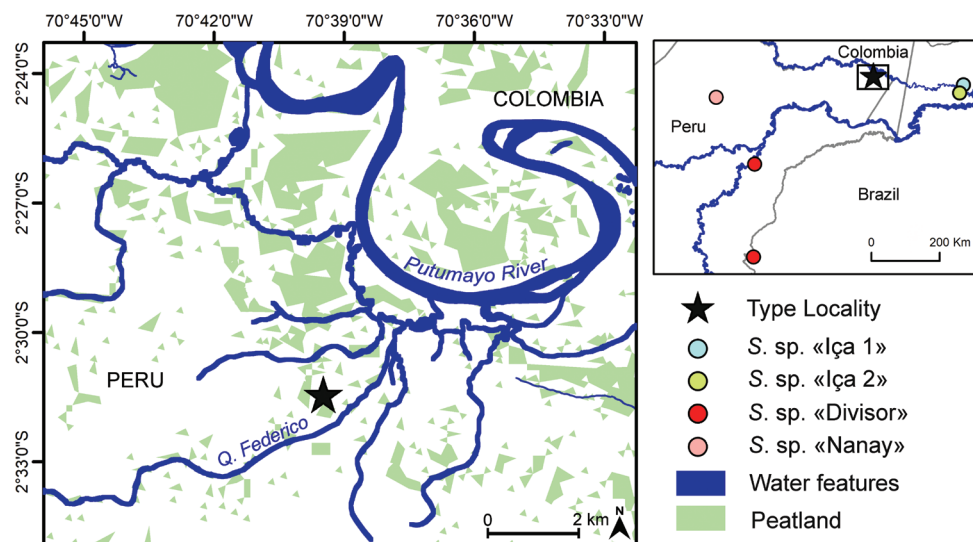 70°45'0"W 70°42'0"W 70°39'0"W 70°36'0"W 70°33'0"W
2°24'0"S
2°27'0"S
2°30'0"S
2°33'0"S
COLOMBIA
Putumayo River
PERU
Q. Federico
0 2 km
N
Colombia
Peru
Brazil
0 200 Km
Type Locality
S. sp. «Iça 1»
S. sp. «Iça 2»
S. sp. «Divisor»
S. sp. «Nanay»
Water features
Peatland